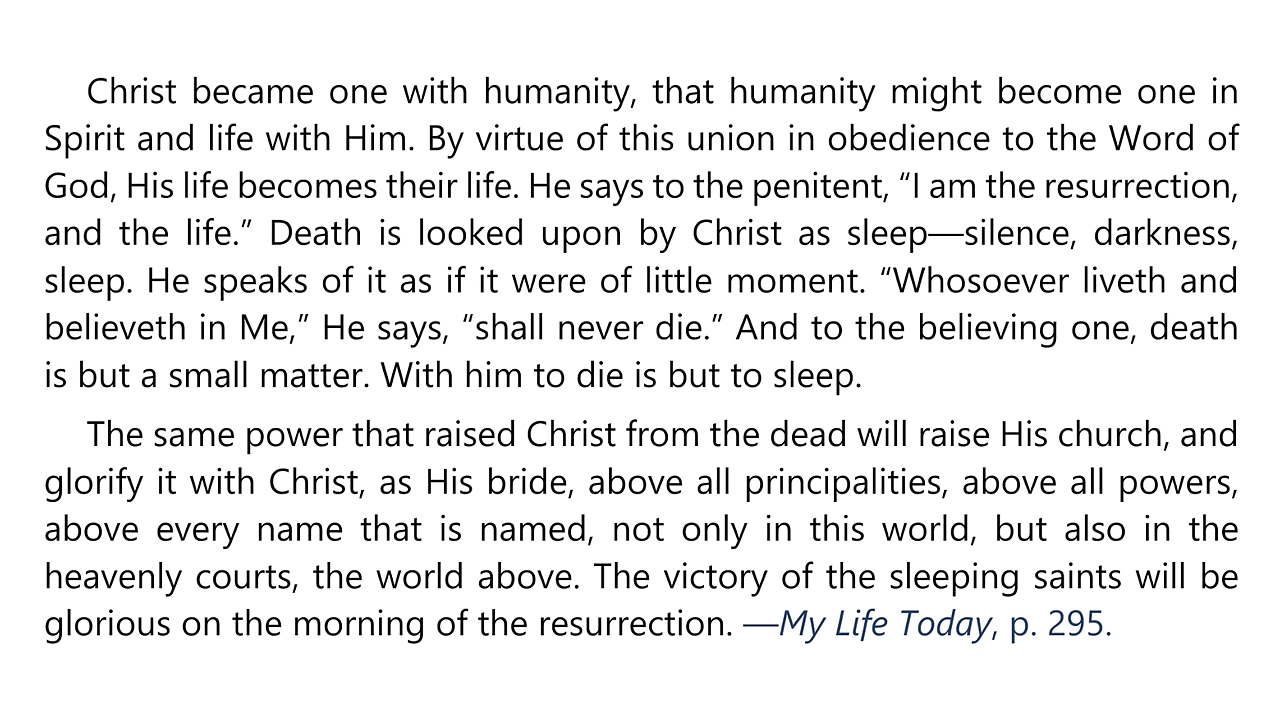 Christ became one with humanity, that humanity might become one in
Spirit and life with Him. By virtue of this union in obedience to the Word of
God, His life becomes their life. He says to the penitent, “I am the resurrection,
and the life.” Death is looked upon by Christ as sleep—silence, darkness,
sleep. He speaks of it as if it were of little moment. “Whosoever liveth and
believeth in Me,” He says, “shall never die.” And to the believing one, death
is but a small matter. With him to die is but to sleep.
The same power that raised Christ from the dead will raise His church, and
glorify it with Christ, as His bride, above all principalities, above all powers,
above every name that is named, not only in this world, but also in the
heavenly courts, the world above. The victory of the sleeping saints will be
glorious on the morning of the resurrection. —My Life Today, p. 295.